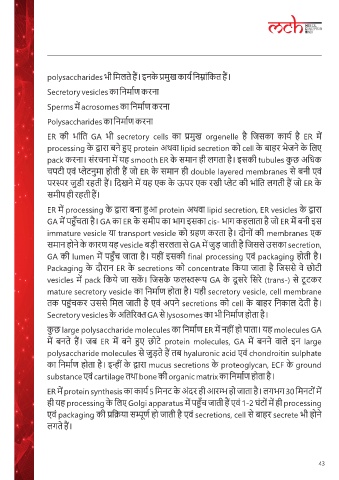 mch
polysaccharides भी मिलते हैं। इनके प्रमुख कार्य निम्नांकित हैं।
Secretory vesicles का निर्माण करना
Sperms में acrosomes का निर्माण करना
Polysaccharides का निर्माण करना
ER की भांति GA भी secretory cells का प्रमुख organelle है जिसका कार्य है ER में
processing के द्वारा बने हुए protein अथवा lipid secretion को cell के बाहर भेजने के लिए
pack करना। संरचना में यह smooth ER के समान ही लगता है। इसकी tubules कुछ अधिक
चपटी एवं प्लेटनुमा होती हैं जो ER के समान ही double layered membranes से बनी एवं
परस्पर जुड़ी रहती हैं। दिखने में यह एक के ऊपर एक रखी प्लेट की भांति लगती हैं जो ER के
समीप ही रहती हैं।
ER में processing के द्वारा बना हुआ protein अथवा lipid secretion, ER vesicles के द्वारा
GA में पहुँचता है। GA का ER के समीप का भाग इसका cis- भाग कहलाता है जो ER में बनी इस
immature vesicle या transport vesicle को ग्रहण करता है। दोनों की membranes एक
समान होने के कारण यह vesicle बड़ी सरलता से GA में जुड़ जाती है जिससे उसका secretion,
GA की lumen में पहुँच जाता है। यहीं इसकी final processing एवं packaging होती है।
Packaging के दौरान ER के secretions को concentrate किया जाता है जिससे वे छोटी
vesicles में pack किये जा सकें। जिसके फलस्वरूप GA के दूसरे सिरे (trans-) से टूटकर
mature secretory vesicle का निर्माण होता है। यही secretory vesicle, cell membrane
तक पहुंचकर उससे मिल जाती है एवं अपने secretions को cell के बाहर निकाल देती है।
Secretory vesicles के अतिरिक्त GA से lysosomes का भी निर्माण होता है।
कुछ large polysaccharide molecules का निर्माण ER में नहीं हो पाता। यह molecules GA
में बनते हैं। जब ER में बने हुए छोटे protein molecules, GA में बनने वाले इन large
polysaccharide molecules से जुड़ते हैं तब hyaluronic acid एवं chondroitin sulphate
का निर्माण होता है। इन्हीं के द्वारा mucus secretions के proteoglycan, ECF के ground
substance एवं cartilage तथा bone की organic matrix का निर्माण होता है।
ER में protein synthesis का कार्य 5 मिनट के अंदर ही आरम्भ हो जाता है। लगभग 30 मिनटों में
ही यह processing के लिए Golgi apparatus में पहुँच जाती है एवं 1-2 घंटों में ही processing
एवं packaging की प्रक्रिया सम्पूर्ण हो जाती है एवं secretions, cell से बाहर secrete भी होने
लगते हैं।
43